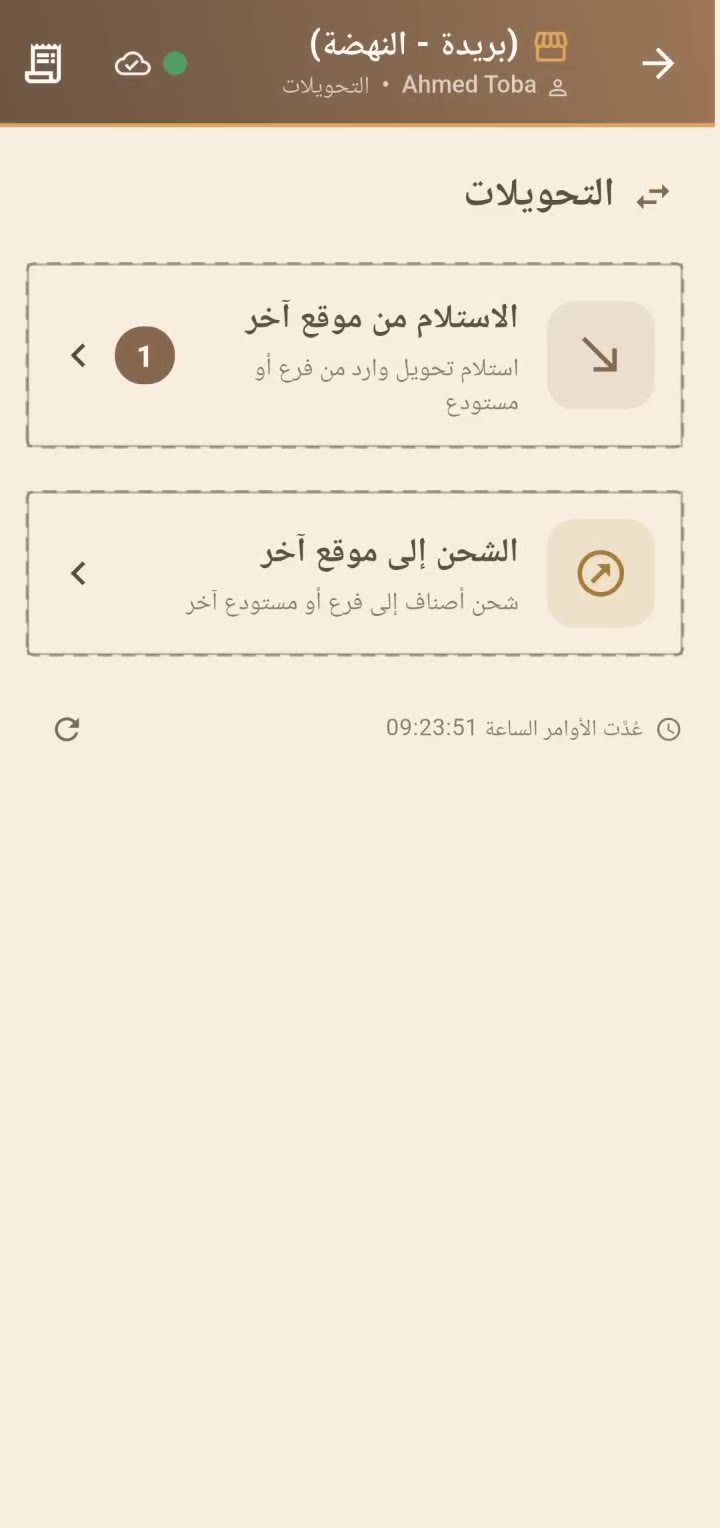 (بريدة - النهضة)
Ahmed Toba • التحويلات
التحويلات
الاستلام من موقع آخر
استلام تحويل وارد من فرع أو
مستودع
1
الشحن إلى موقع آخر
شحن أصناف إلى فرع أو مستودع آخر
عُدَّت الأوامر الساعة 09:23:51